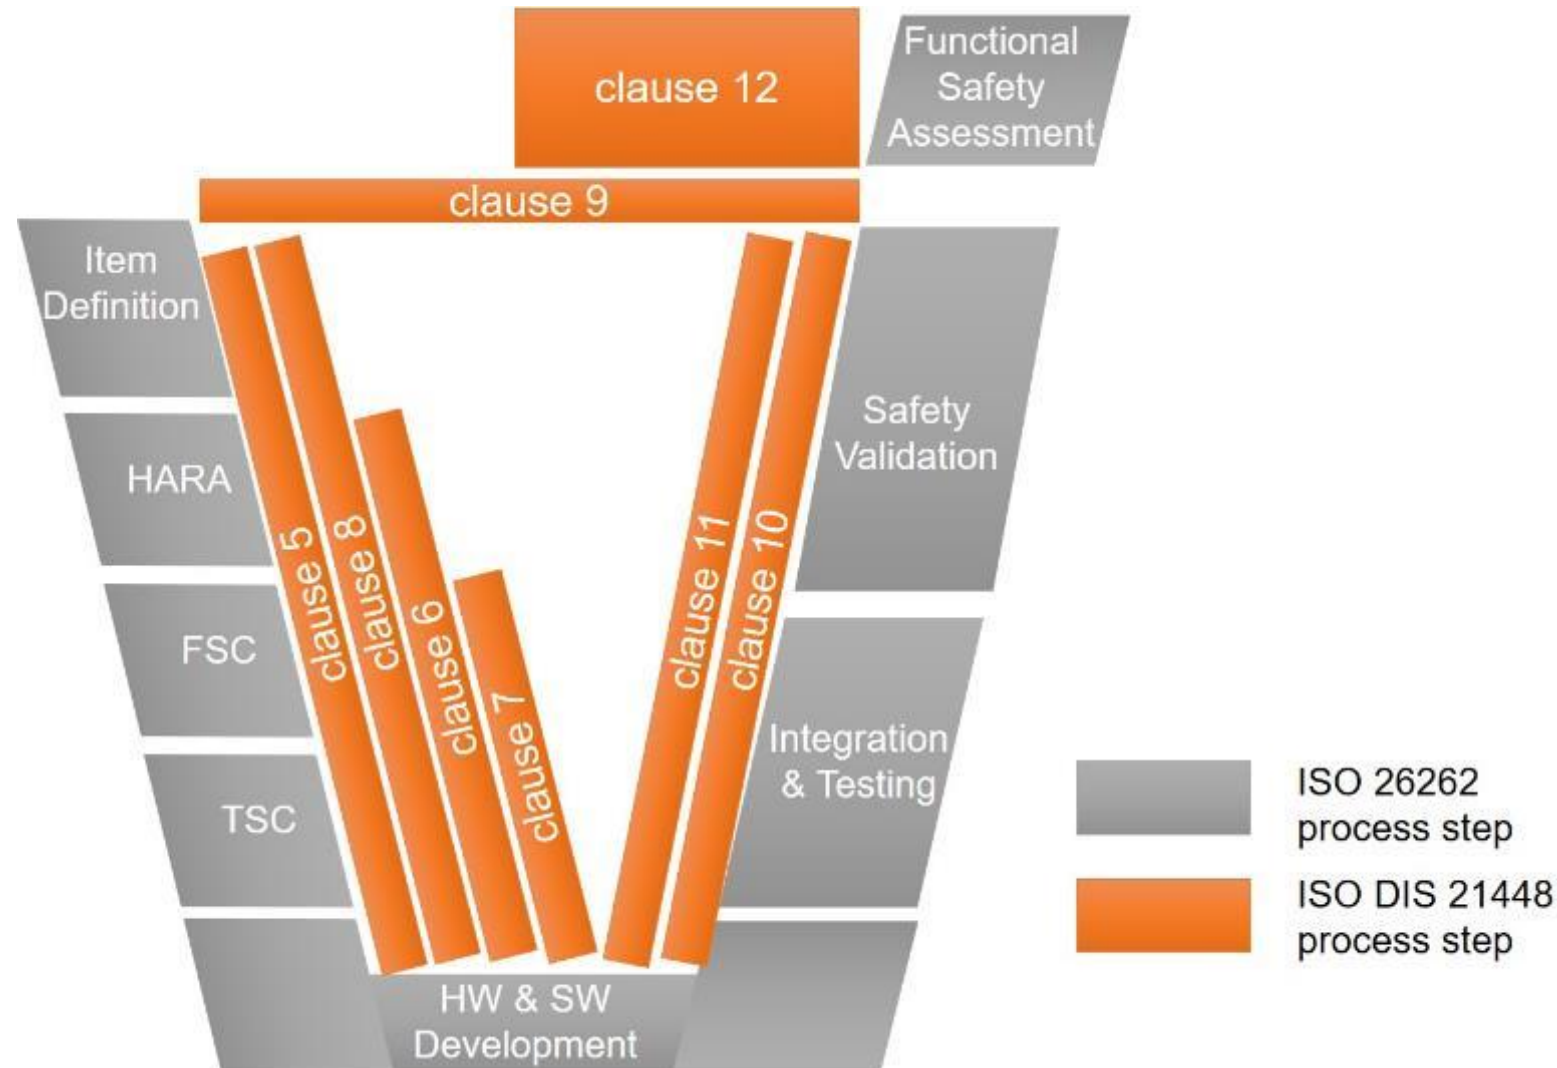 clause 12
Functional
Safety
Assessment
clause 9
Item
Definition
HARA
FSC
TSC
clause 5
clause 8
clause 6
clause 7
clause 11
clause 10
Safety
Validation
Integration
& Testing
HW & SW
Development
ISO 26262
process step
ISO DIS 21448
process step